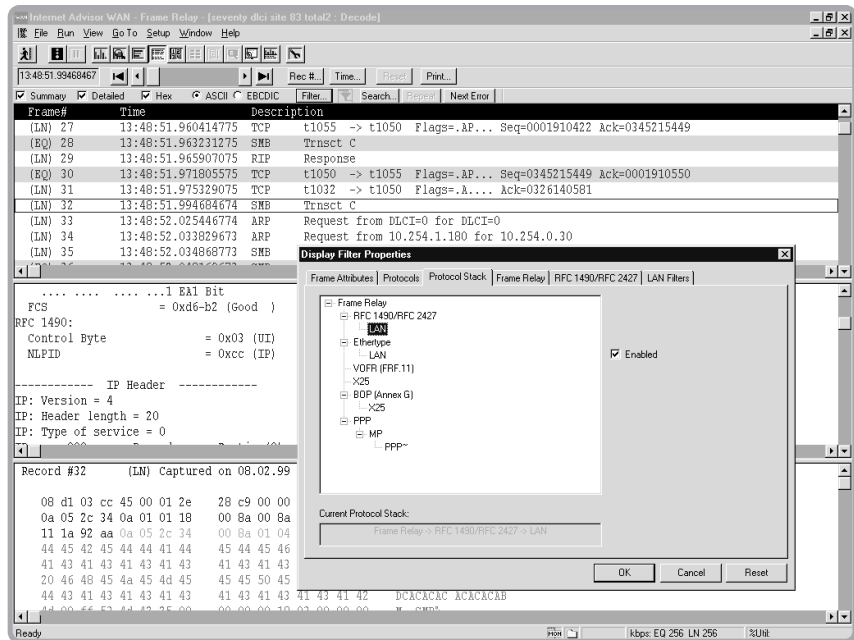 Internet Advisor WAN - Frame Relay - [seventy dlci site 83 total2 : Decode]
File Run View Go To Setup Window Help
13:48:51.99468467 Rec #... Time... Reset Print...
Summary Detailed Hex ASCII EBCDIC Filter... Search... Repeat Next Error
Frame# Time Description
(LN) 27 13:48:51.960414775 TCP t1055 -> t1050 Flags=.AP... Seq=0001910422 Ack=0345215449
(EQ) 28 13:48:51.963231275 SMB Trnsct C
(LN) 29 13:48:51.965907075 RIP Response
(EQ) 30 13:48:51.971805575 TCP t1050 -> t1055 Flags=.AP... Seq=0345215449 Ack=0001910550
(LN) 31 13:48:51.975329075 TCP t1032 -> t1050 Flags=.A.... Ack=0326140581
(LN) 32 13:48:51.994684674 SMB Trnsct C
(LN) 33 13:48:52.025446774 ARP Request from DLCI=0 for DLCI=0
(LN) 34 13:48:52.033829673 ARP Request from 10.254.1.180 for 10.254.0.30
(LN) 35 13:48:52.034868773 SMB
Display Filter Properties
Frame Attributes Protocols Protocol Stack Frame Relay RFC 1490/RFC 2427 LAN Filters
Frame Relay
RFC 1490/RFC 2427
LAN
Ethertype
LAN
VOFR (FRF.11)
X25
BOP (Annex G)
X25
PPP
MP
PPP~
Enabled
Current Protocol Stack:
Frame Relay -> RFC 1490/RFC 2427 -> LAN
OK Cancel Reset
.... .... .... ...1 EA1 Bit
FCS = 0xd6-b2 (Good )
RFC 1490:
Control Byte = 0x03 (UI)
NLPID = 0xcc (IP)
------------ IP Header ------------
IP: Version = 4
IP: Header length = 20
IP: Type of service = 0
Record #32 (LN) Captured on 08.02.99
08 d1 03 cc 45 00 01 2e 28 c9 00 00
0a 05 2c 34 0a 01 01 18 00 8a 00 8a
11 1a 92 aa 0a 05 2c 34 00 8a 01 04
44 45 42 45 44 44 41 44 45 44 45 46
41 43 41 43 41 43 41 43 41 43 41 43
20 46 48 45 4a 45 4d 45 45 45 50 45
44 43 41 43 41 43 41 43 41 43 41 43 41 43 41 42 DCACACAC ACACACAB
Ready MON kbps: EQ 256 LN 256 %Util: